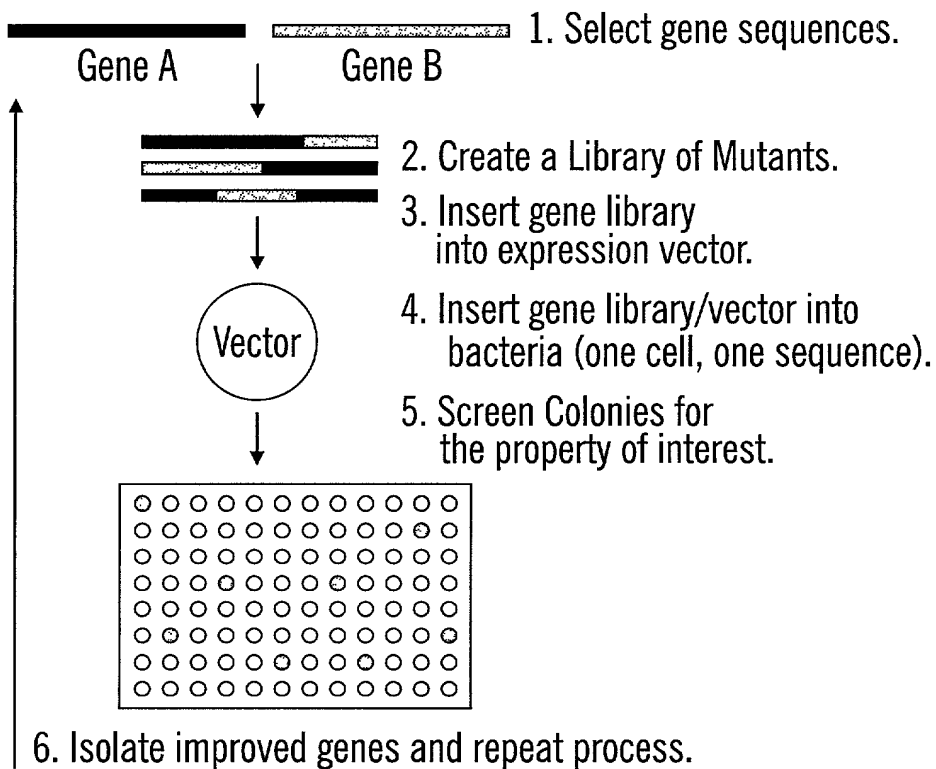 1. Select gene sequences.
Gene A
Gene B
2. Create a Library of Mutants.
3. Insert gene library
into expression vector.
Vector
4. Insert gene library/vector into
bacteria (one cell, one sequence).
5. Screen Colonies for
the property of interest.
6. Isolate improved genes and repeat process.